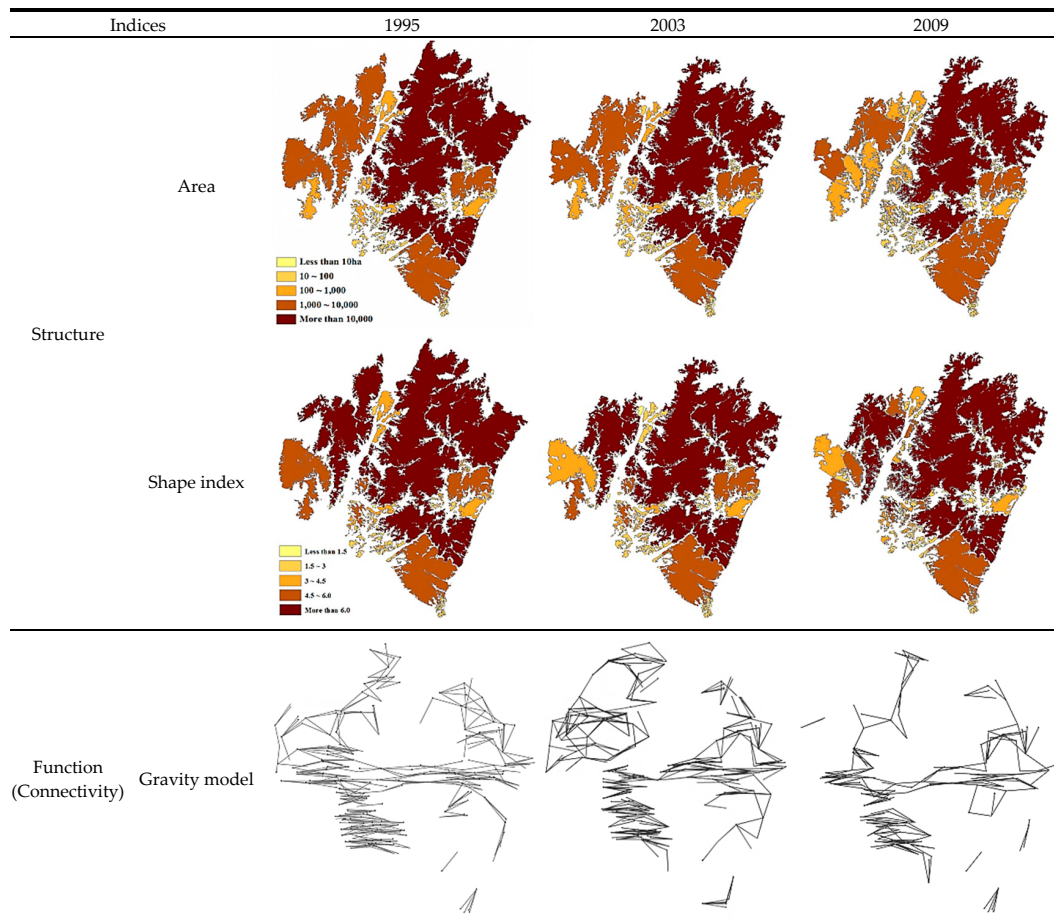 Indices 1995 2003 2009
Area
Less than 10ha
10 ~ 100
100 ~ 1,000
1,000 ~ 10,000
More than 10,000
Structure
Shape index
Less than 1.5
1.5 ~ 3
3 ~ 4.5
4.5 ~ 6.0
More than 6.0
Function
(Connectivity) Gravity model